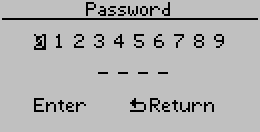 Password
0 1 2 3 4 5 6 7 8 9
_ _ _ _
Enter ⮌Return